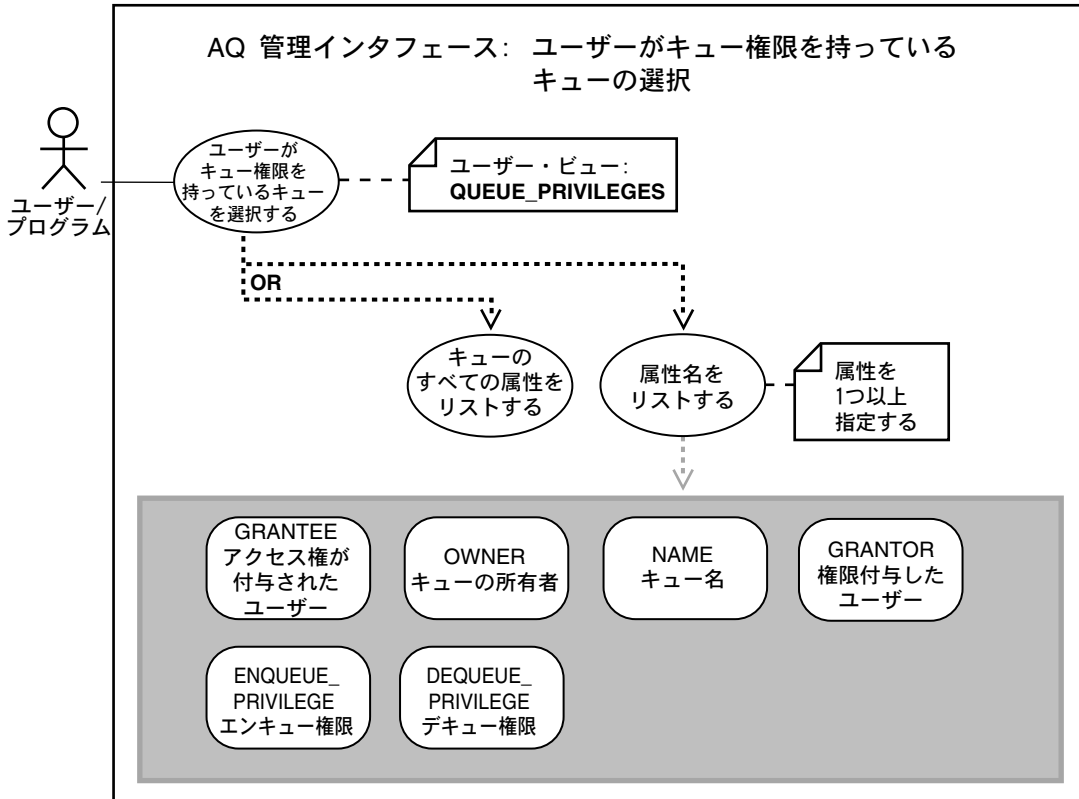 AQ 管理インタフェース: ユーザーがキュー権限を持っている
キューの選択
ユーザー/
プログラム
ユーザーが
キュー権限を
持っているキュー
を選択する
ユーザー・ビュー:
QUEUE_PRIVILEGES
OR
キューの
すべての属性を
リストする
属性名を
リストする
属性を
1つ以上
指定する
GRANTEE
アクセス権が
付与された
ユーザー
OWNER
キューの所有者
NAME
キュー名
GRANTOR
権限付与した
ユーザー
ENQUEUE_
PRIVILEGE
エンキュー権限
DEQUEUE_
PRIVILEGE
デキュー権限